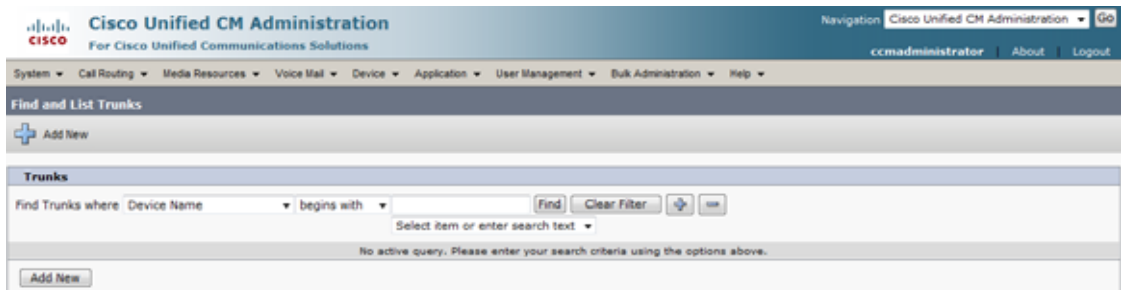 Cisco Unified CM Administration
Navigation Cisco Unified CM Administration Go
CISCO For Cisco Unified Communications Solutions
ccmadministrator About Logout
System Call Routing Media Resources Voice Mail Device Application User Management Bulk Administration Help
Find and List Trunks
Add New
Trunks
Find Trunks where Device Name begins with Find Clear Filter
Select item or enter search text
No active query. Please enter your search criteria using the options above.
Add New